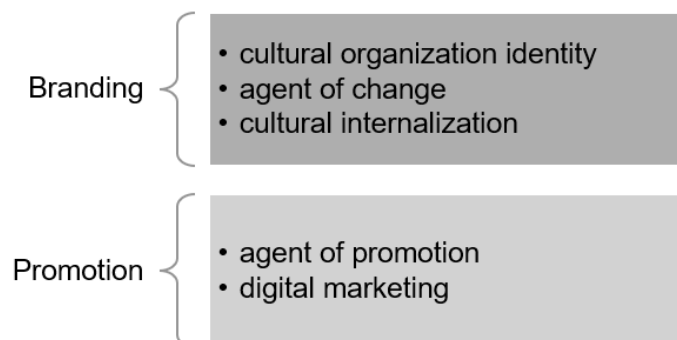 Branding
• cultural organization identity
• agent of change
• cultural internalization
Promotion
• agent of promotion
• digital marketing